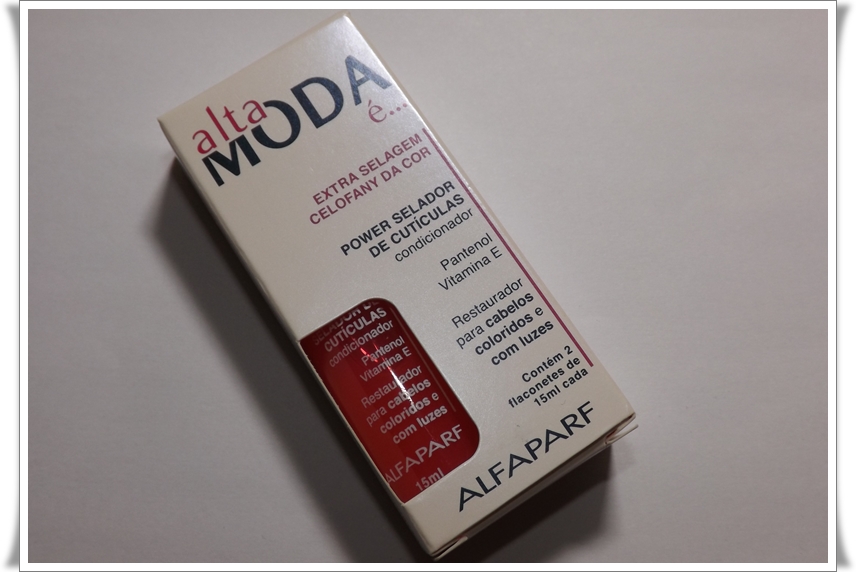 alta
MODA
é...
EXTRA SELAGEM
CELOFANY DA COR
POWER SELADOR
DE CUTÍCULAS
condicionador
Pantenol
Vitamina E
Restaurador
para cabelos
coloridos e
com luzes
Contém 2
flaconetes de
15ml cada
ALFAPARF
SELADOR DE
CUTÍCULAS
condicionador
Pantenol
Vitamina E
Restaurador
para cabelos
coloridos e
com luzes
ALFAPARF
15ml